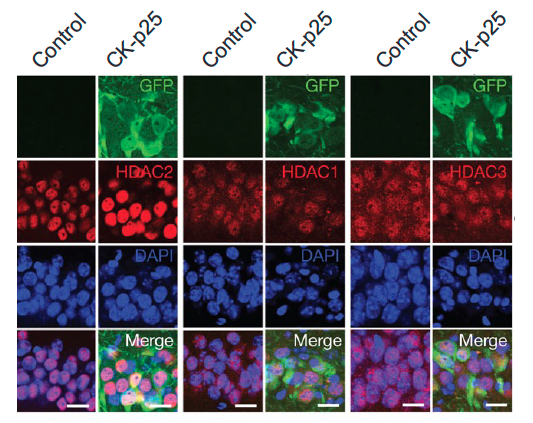 Control CK-p25 Control CK-p25 Control CK-p25
GFP GFP GFP
HDAC2 HDAC1 HDAC3
DAPI DAPI DAPI
Merge Merge Merge